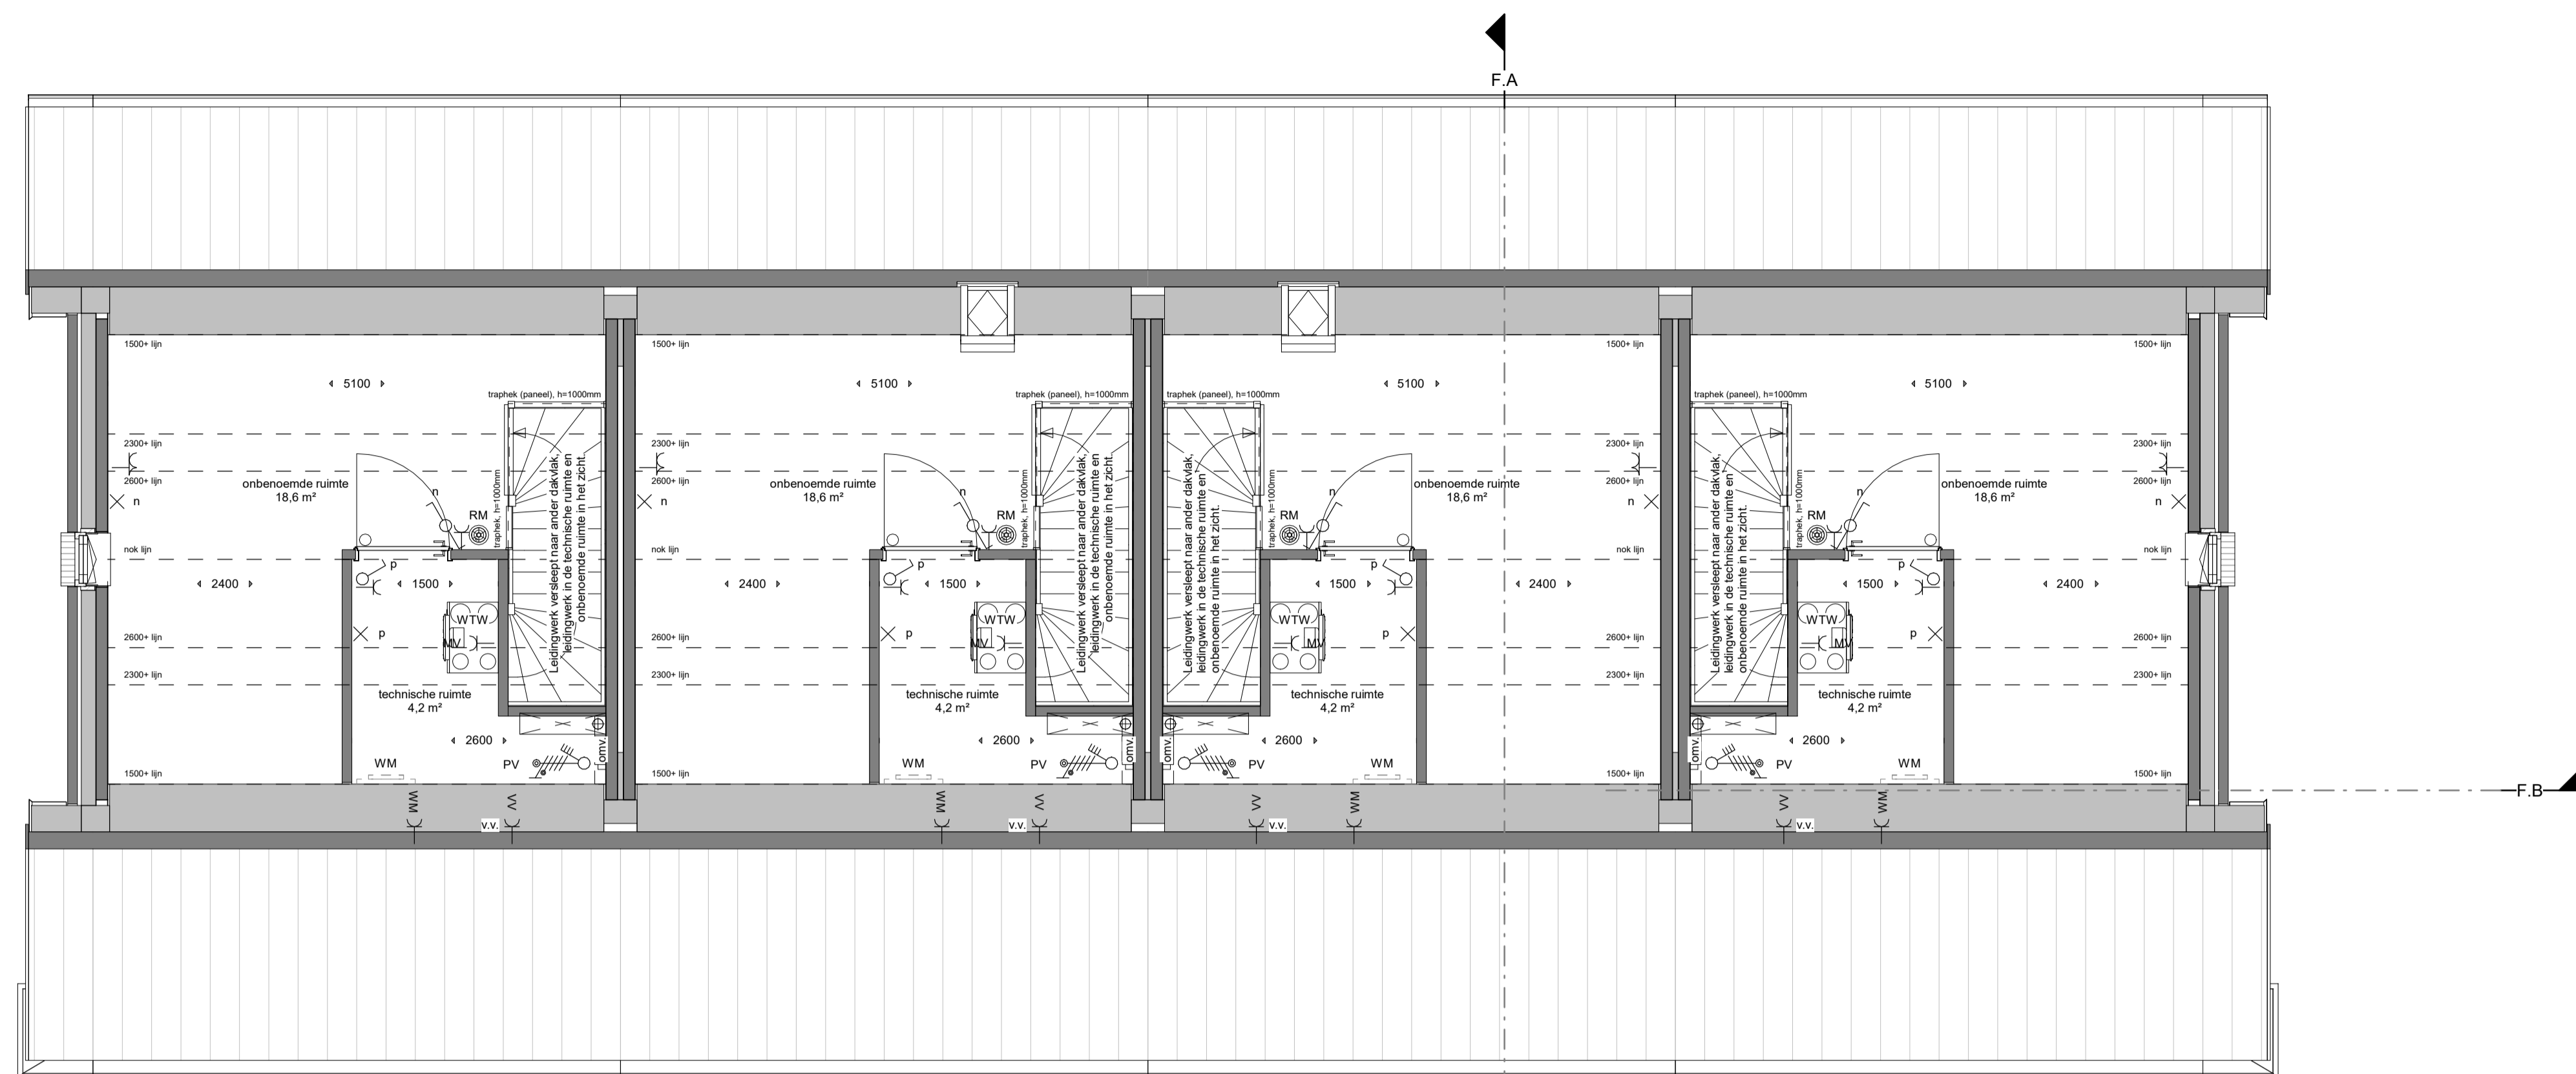 F.A
1500+ lijn
1500+ lijn
1500+ lijn
1500+ lijn
5100
5100
5100
5100
traphek (paneel), h=1000mm
traphek (paneel), h=1000mm
traphek (paneel), h=1000mm
traphek (paneel), h=1000mm
2300+ lijn
2300+ lijn
2300+ lijn
2300+ lijn
2600+ lijn
2600+ lijn
2600+ lijn
2600+ lijn
onbenoemde ruimte
18,6 m²
onbenoemde ruimte
18,6 m²
onbenoemde ruimte
18,6 m²
onbenoemde ruimte
18,6 m²
n
n
n
n
n
n
n
n
RM
RM
RM
RM
traphek, h=1000mm
traphek, h=1000mm
traphek, h=1000mm
traphek, h=1000mm
Leidingwerk versleept naar ander dakvlak,
leidingwerk in de technische ruimte en
onbenoemde ruimte in het zicht.
Leidingwerk versleept naar ander dakvlak,
leidingwerk in de technische ruimte en
onbenoemde ruimte in het zicht.
Leidingwerk versleept naar ander dakvlak,
leidingwerk in de technische ruimte en
onbenoemde ruimte in het zicht.
Leidingwerk versleept naar ander dakvlak,
leidingwerk in de technische ruimte en
onbenoemde ruimte in het zicht.
nok lijn
nok lijn
nok lijn
nok lijn
p
p
p
p
2400
1500
2400
1500
1500
2400
1500
2400
WTW
WTW
WTW
WTW
MV
MV
MV
MV
p
p
p
p
2600+ lijn
2600+ lijn
2600+ lijn
2600+ lijn
2300+ lijn
2300+ lijn
2300+ lijn
2300+ lijn
technische ruimte
4,2 m²
technische ruimte
4,2 m²
technische ruimte
4,2 m²
technische ruimte
4,2 m²
2600
2600
2600
2600
omv.
omv.
omv.
omv.
WM
PV
WM
PV
PV
WM
PV
WM
1500+ lijn
1500+ lijn
1500+ lijn
1500+ lijn
F.B
WM
VV
WM
VV
VV
WM
VV
WM
v.v.
v.v.
v.v.
v.v.